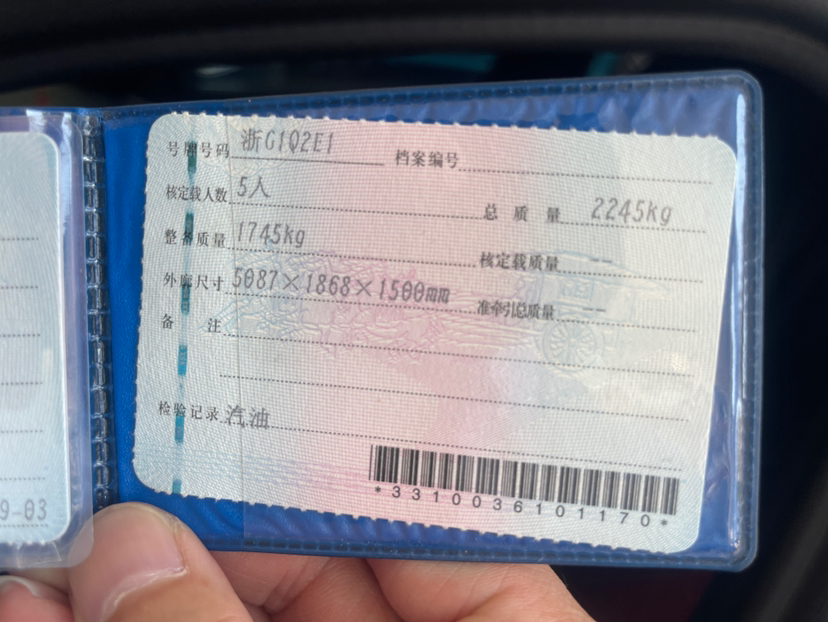 号牌号码 浙G1Q2E1 档案编号
核定载人数 5人 总质量 2245kg
整备质量 1745kg 核定载质量 --
外廓尺寸 5087×1868×1500mm 准牵引总质量 --
备注
检验记录 汽油
*3310036101170*
9-03